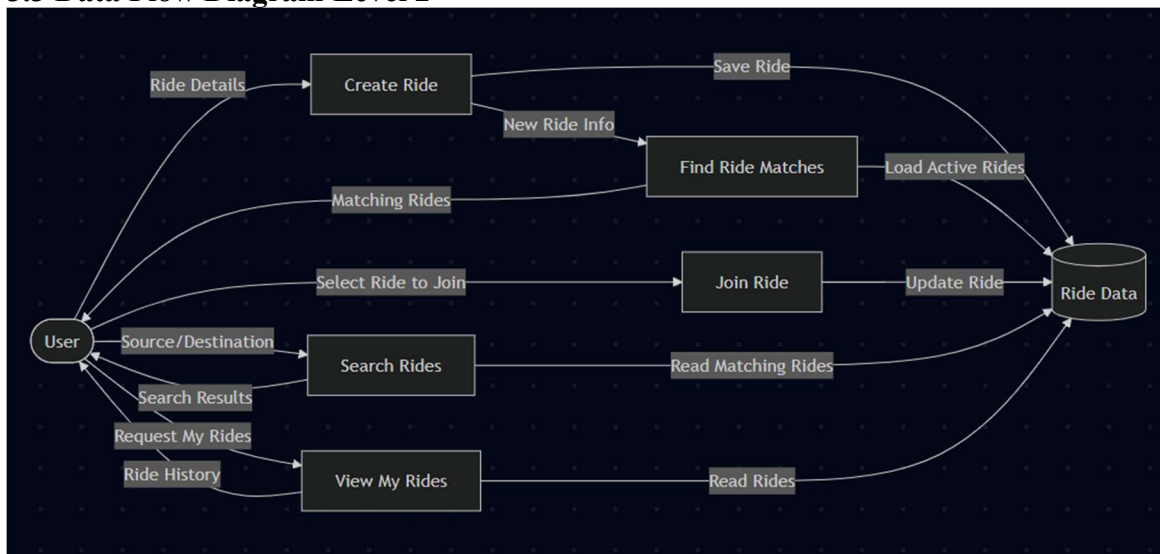 3.3 Data Flow Diagram Level 2
Ride Details
Create Ride
Save Ride
New Ride Info
Find Ride Matches
Load Active Rides
Matching Rides
Select Ride to Join
Join Ride
Update Ride
Ride Data
User
Source/Destination
Search Rides
Read Matching Rides
Search Results
Request My Rides
Ride History
View My Rides
Read Rides